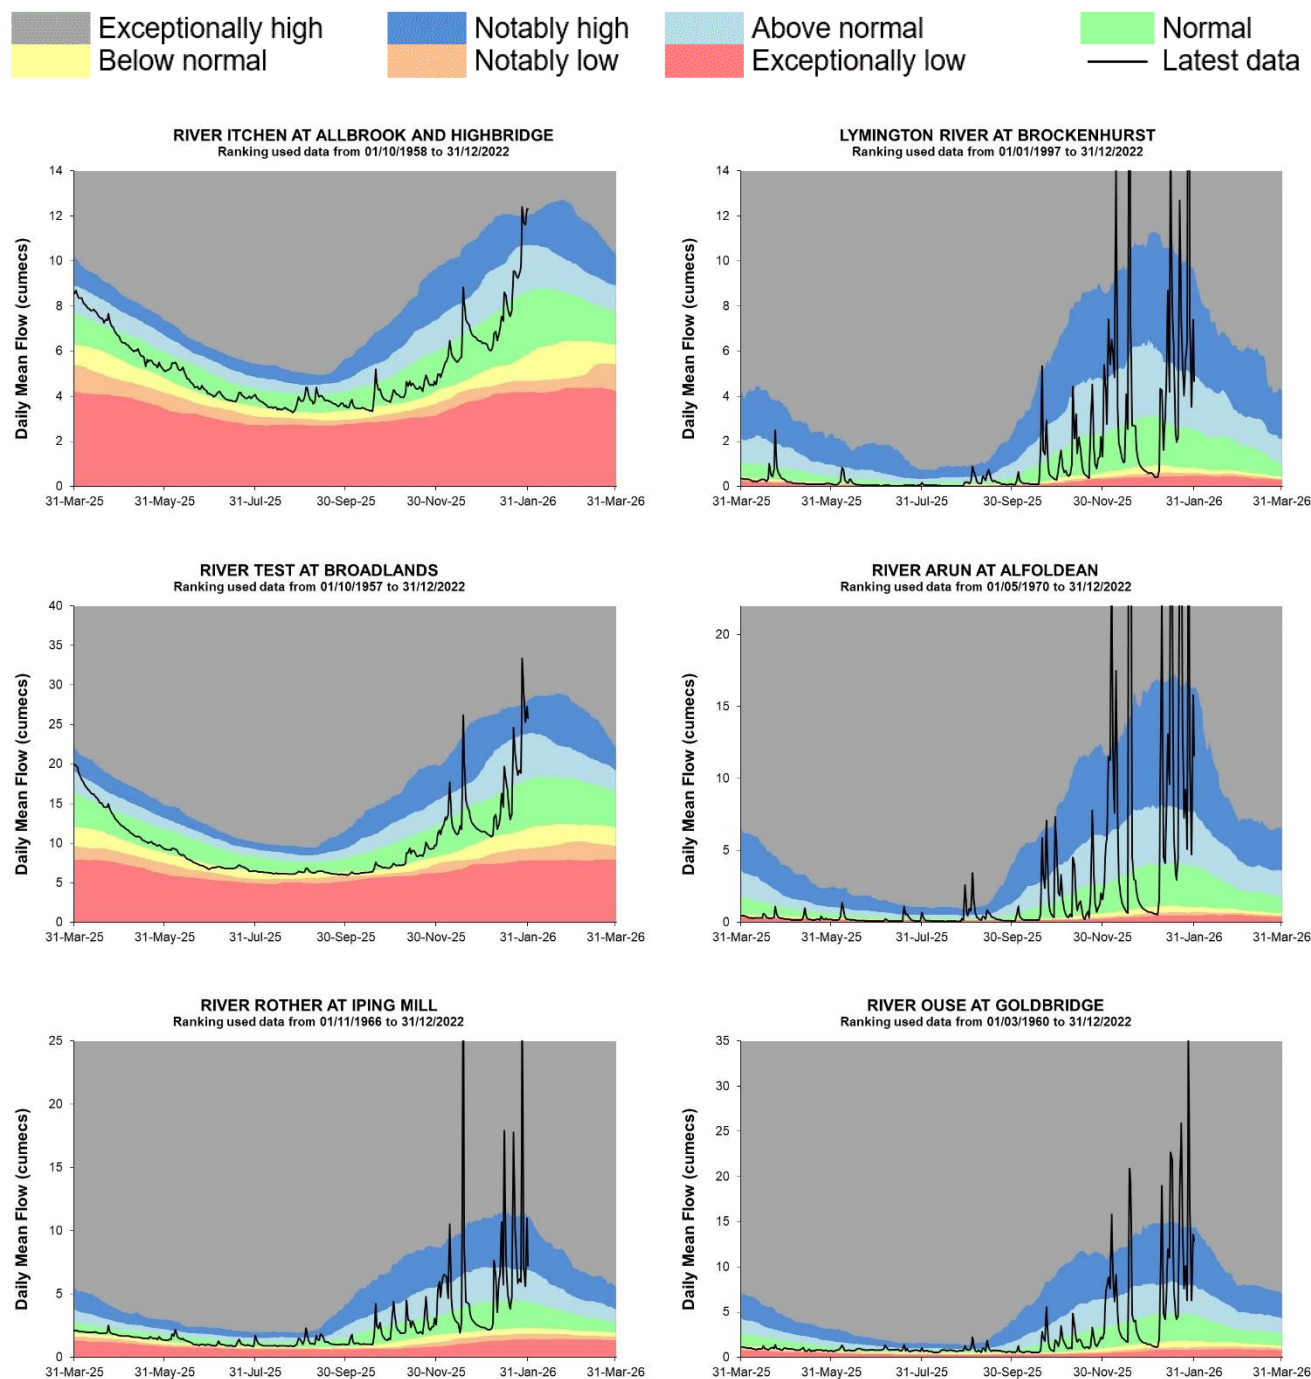 Exceptionally high Notably high Above normal Normal
Below normal Notably low Exceptionally low Latest data
RIVER ITCHEN AT ALLBROOK AND HIGHBRIDGE
Ranking used data from 01/10/1958 to 31/12/2022
Daily Mean Flow (cumecs)
14
12
10
8
6
4
2
0
31-Mar-25 31-May-25 31-Jul-25 30-Sep-25 30-Nov-25 31-Jan-26 31-Mar-26
LYMINGTON RIVER AT BROCKENHURST
Ranking used data from 01/01/1997 to 31/12/2022
Daily Mean Flow (cumecs)
14
12
10
8
6
4
2
0
31-Mar-25 31-May-25 31-Jul-25 30-Sep-25 30-Nov-25 31-Jan-26 31-Mar-26
RIVER TEST AT BROADLANDS
Ranking used data from 01/10/1957 to 31/12/2022
Daily Mean Flow (cumecs)
40
35
30
25
20
15
10
5
0
31-Mar-25 31-May-25 31-Jul-25 30-Sep-25 30-Nov-25 31-Jan-26 31-Mar-26
RIVER ARUN AT ALFOLDEAN
Ranking used data from 01/05/1970 to 31/12/2022
Daily Mean Flow (cumecs)
20
15
10
5
0
31-Mar-25 31-May-25 31-Jul-25 30-Sep-25 30-Nov-25 31-Jan-26 31-Mar-26
RIVER ROTHER AT IPING MILL
Ranking used data from 01/11/1966 to 31/12/2022
Daily Mean Flow (cumecs)
25
20
15
10
5
0
31-Mar-25 31-May-25 31-Jul-25 30-Sep-25 30-Nov-25 31-Jan-26 31-Mar-26
RIVER OUSE AT GOLDBRIDGE
Ranking used data from 01/03/1960 to 31/12/2022
Daily Mean Flow (cumecs)
35
30
25
20
15
10
5
0
31-Mar-25 31-May-25 31-Jul-25 30-Sep-25 30-Nov-25 31-Jan-26 31-Mar-26